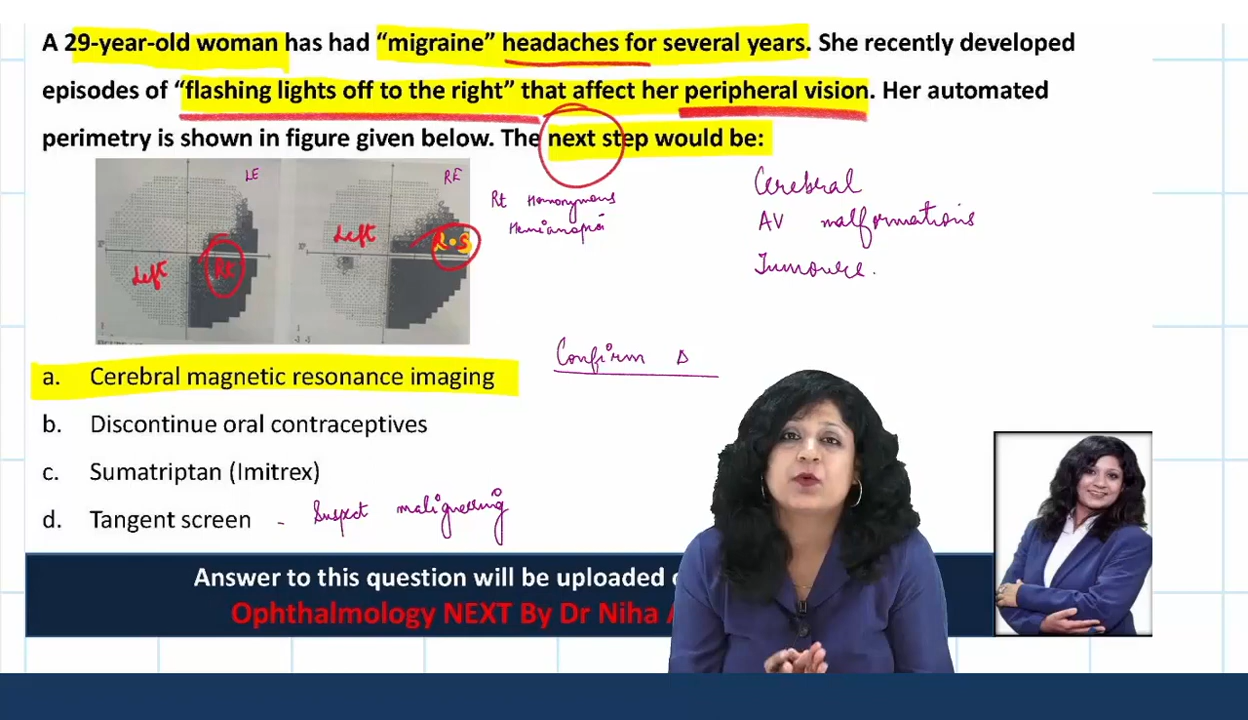 A 29-year-old woman has had “migraine” headaches for several years. She recently developed
episodes of “flashing lights off to the right” that affect her peripheral vision. Her automated
perimetry is shown in figure given below. The next step would be:
LE
RE
Left
Rt
Left
Rt Homonymous
Hemianopia
Cerebral
AV malformations
Tumours.
Confirm Δ
a. Cerebral magnetic resonance imaging
b. Discontinue oral contraceptives
c. Sumatriptan (Imitrex)
d. Tangent screen - Suspect malignering
Answer to this question will be uploaded
Ophthalmology NEXT By Dr Niha